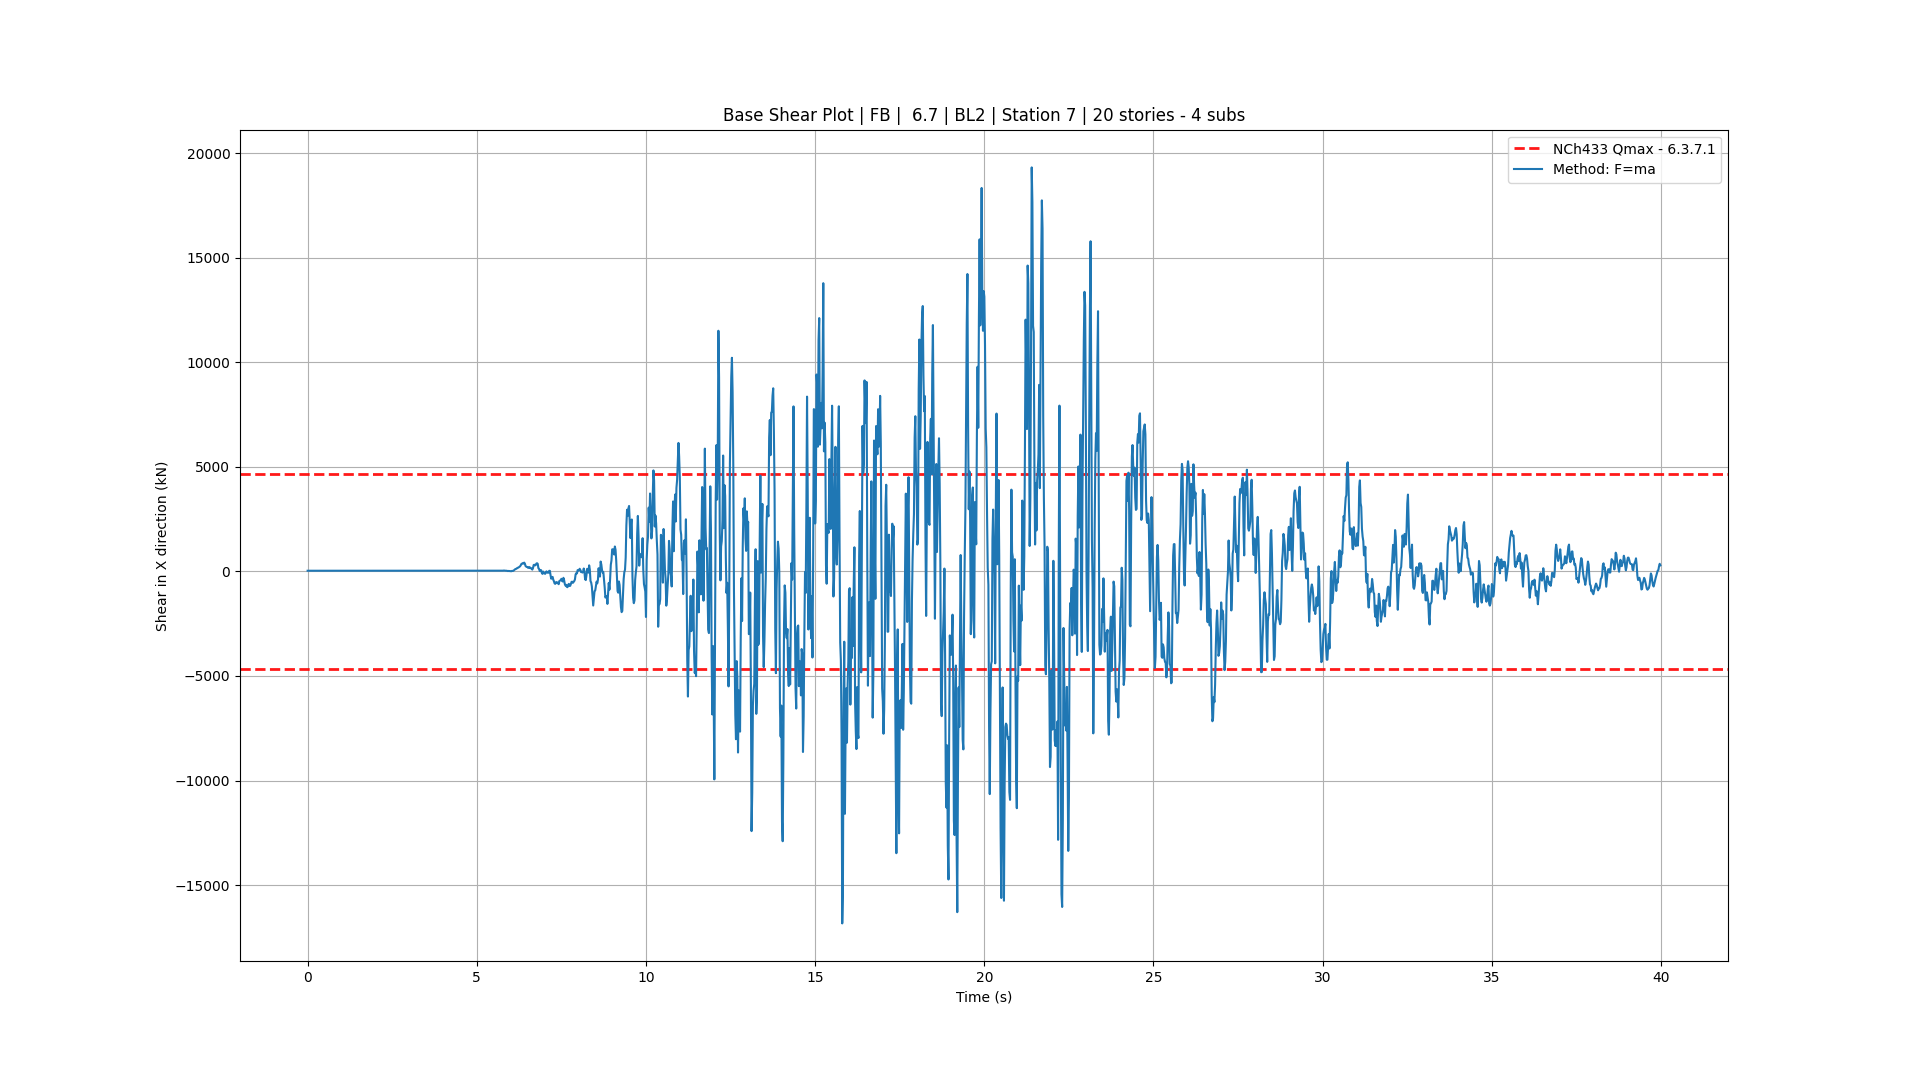 Base Shear Plot | FB |  6.7 | BL2 | Station 7 | 20 stories - 4 subs
NCh433 Qmax - 6.3.7.1
Method: F=ma
Shear in X direction (kN)
20000
15000
10000
5000
0
−5000
−10000
−15000
0 5 10 15 20 25 30 35 40
Time (s)